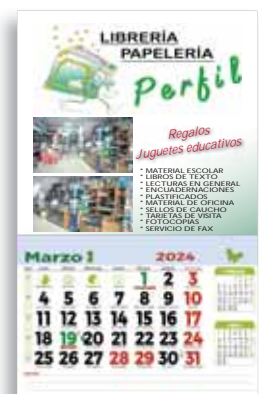 LIBRERÍA
PAPELERÍA
Perfil
Regalos
Juguetes educativos
* MATERIAL ESCOLAR
* LIBROS DE TEXTO
* LECTURAS EN GENERAL
* ENCUADERNACIONES
* PLASTIFICADOS
* MATERIAL DE OFICINA
* SELLOS DE CAUCHO
* TARJETAS DE VISITA
* FOTOCOPIAS
* SERVICIO DE FAX
Marzo 2024
1 2 3
4 5 6 7 8 9 10
11 12 13 14 15 16 17
18 19 20 21 22 23 24
25 26 27 28 29 30 31